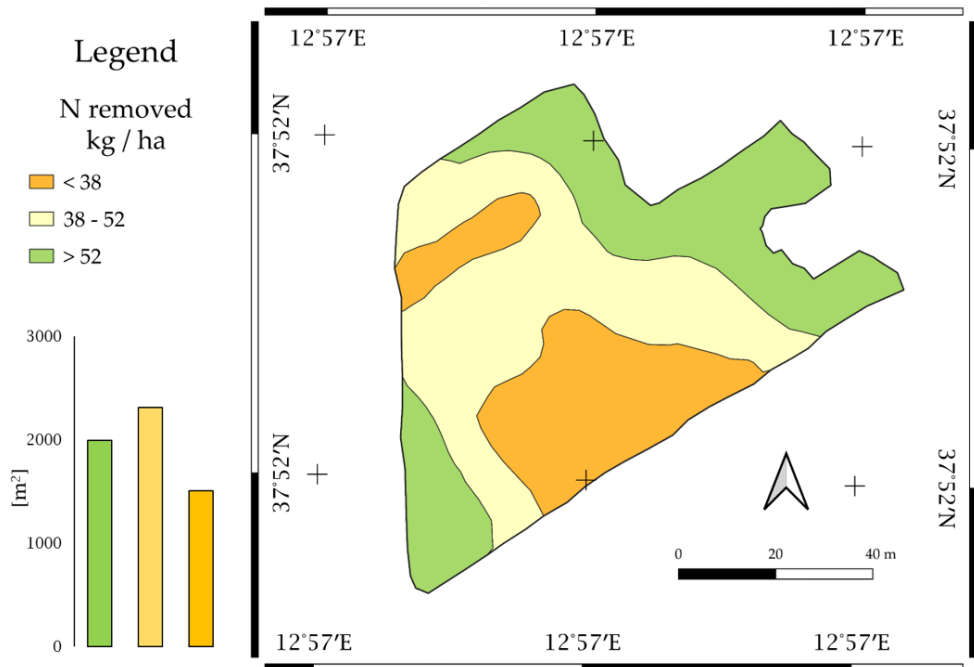 12°57′E 12°57′E 12°57′E
Legend
N removed
kg / ha
< 38
38 - 52
> 52
37°52′N
37°52′N
3000
2000
1000
0
[m²]
37°52′N
37°52′N
0 20 40 m
12°57′E 12°57′E 12°57′E